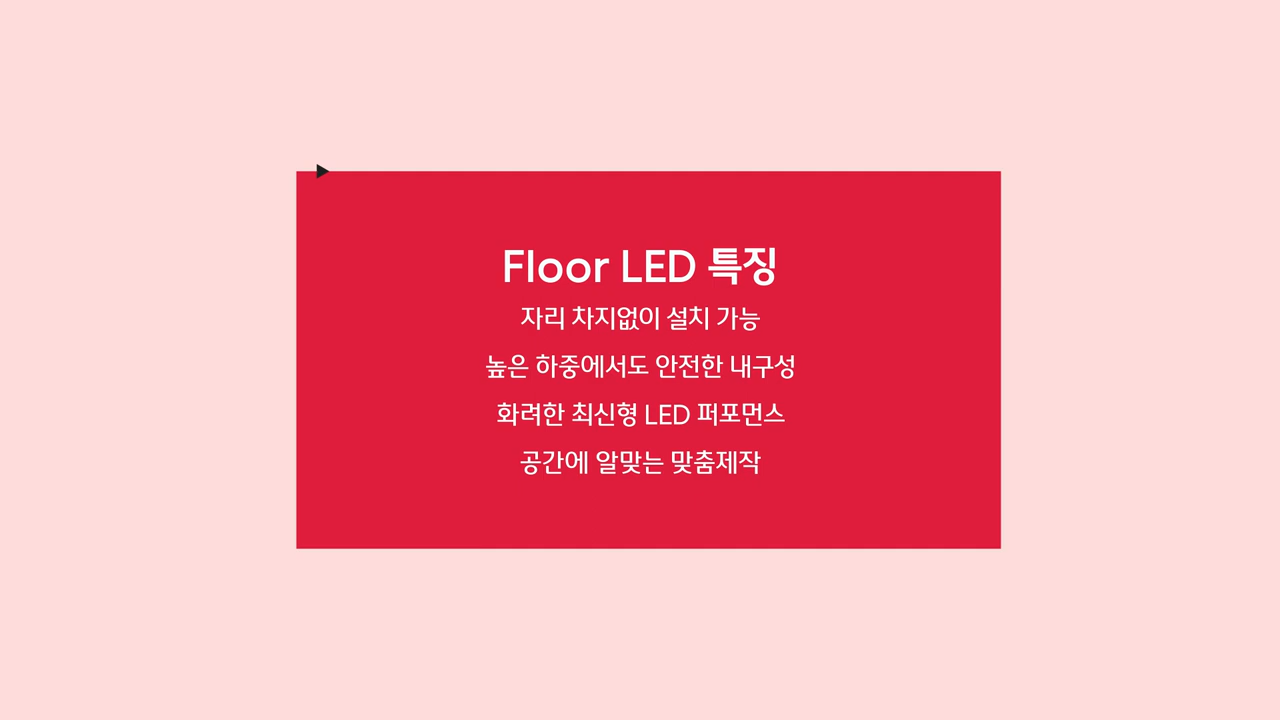 Floor LED 특징
자리 차지없이 설치 가능
높은 하중에서도 안전한 내구성
화려한 최신형 LED 퍼포먼스
공간에 알맞는 맞춤제작